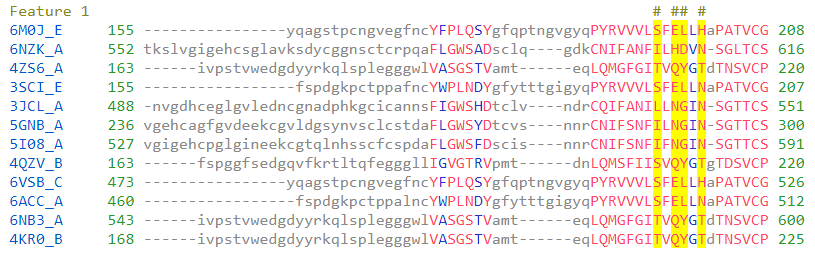 Feature 1                                                        #  ## #
6M0J_E   155 ----------------yqagstpcngvegfncYFPLQSYgfqptngvgyqPYRVVVLSFELLHaPATVCG 208
6NZK_A   552 tkslvgigehcsglavksdycggnsctcrpqaFLGWSADsclq----gdkCNIFANFILHDVN-SGLTCS 616
4ZS6_A   163 ------ivpstvwedgdyyrkqlsplegggwlVASGSTVamt-----eqLQMGFGITVQYGTdTNSVCP 220
3SCI_E   155 -----------------fspdgkpctppafncYWPLNDYgfytttgigyqPYRVVVLSFELLNaPATVCG 207
3JCL_A   488 -nvgdhceglgvledncgnadphkgcicannsFIGWSHDtclv----ndrCQIFANILLNGIN-SGTTCS 551
5GNB_A   236 vgehcagfgvdeekcgvldgsynvsclcstdaFLGWSYDtcvs----nnrCNIFSNFILNGIN-SGTTCS 300
5I08_A   527 vgigehcpglgineekcgtqlnhsscfcspdaFLGWSFDscis----nnrCNIFSNFIFNGIN-SGTTCS 591
4QZV_B   163 ------fspggfsedgqvfkrtltqfegggllIGVGTRVpmt-----dnLQMSFIISVQYGTgTDSVCP 220
6VSB_C   473 ----------------yqagstpcngvegfncYFPLQSYgfqptngvgyqPYRVVVLSFELLHaPATVCG 526
6ACC_A   460 -----------------fspdgkpctppalncYWPLNDYgfytttgigyqPYRVVVLSFELLNaPATVCG 512
6NB3_A   543 ------ivpstvwedgdyyrkqlsplegggwlVASGSTVamt-----eqLQMGFGITVQYGTdTNSVCP 600
4KR0_B   168 ------ivpstvwedgdyyrkqlsplegggwlVASGSTVamt-----eqLQMGFGITVQYGTdTNSVCP 225